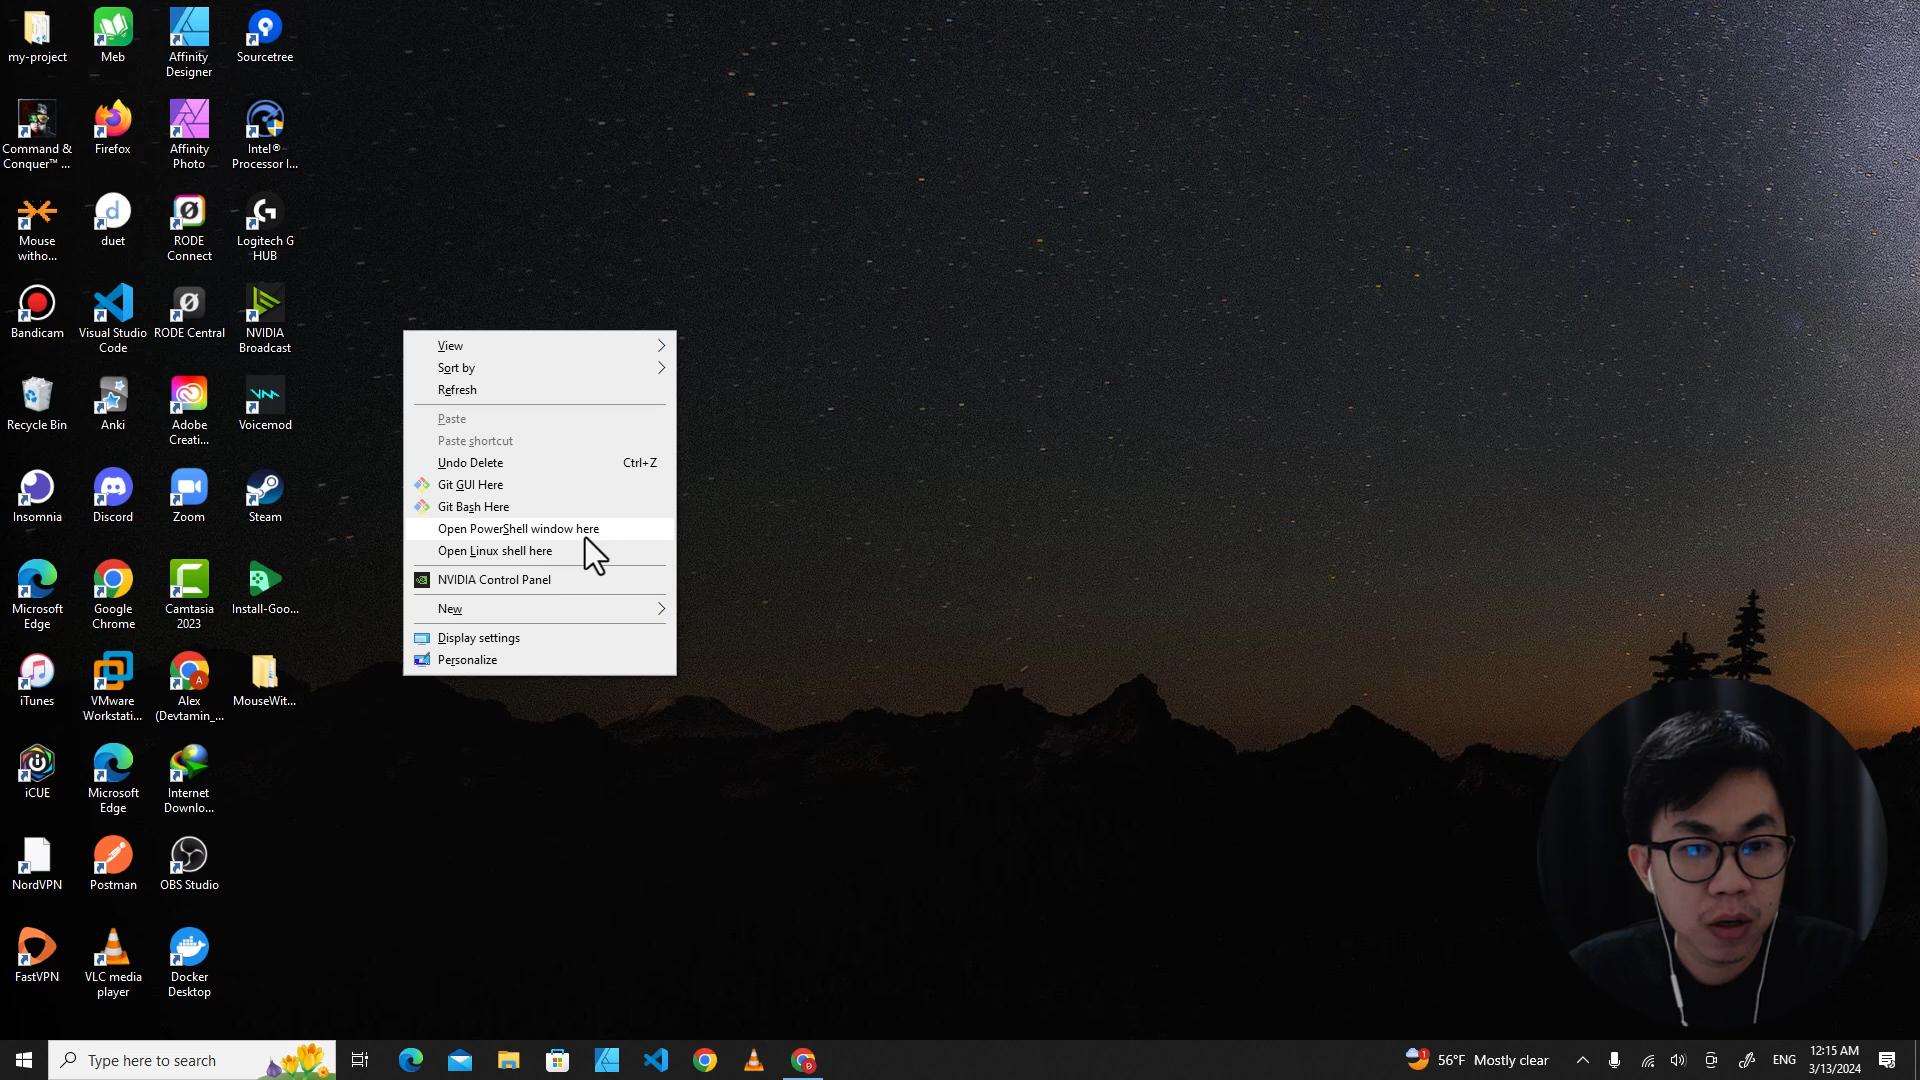 my-project
Meb
Affinity
Designer
Sourcetree
Command &
Conquer™ ...
Firefox
Affinity
Photo
Intel®
Processor I...
Mouse
witho...
duet
RODE
Connect
Logitech G
HUB
Bandicam
Visual Studio
Code
RODE Central
NVIDIA
Broadcast
Recycle Bin
Anki
Adobe
Creati...
Voicemod
Insomnia
Discord
Zoom
Steam
Microsoft
Edge
Google
Chrome
Camtasia
2023
Install-Goo...
iTunes
VMware
Workstati...
Alex
(Devtamin_...
MouseWit...
iCUE
Microsoft
Edge
Internet
Downlo...
NordVPN
Postman
OBS Studio
FastVPN
VLC media
player
Docker
Desktop
View
Sort by
Refresh
Paste
Paste shortcut
Undo Delete Ctrl+Z
Git GUI Here
Git Bash Here
Open PowerShell window here
Open Linux shell here
NVIDIA Control Panel
New
Display settings
Personalize
Type here to search
1
56°F Mostly clear
ENG
12:15 AM
3/13/2024